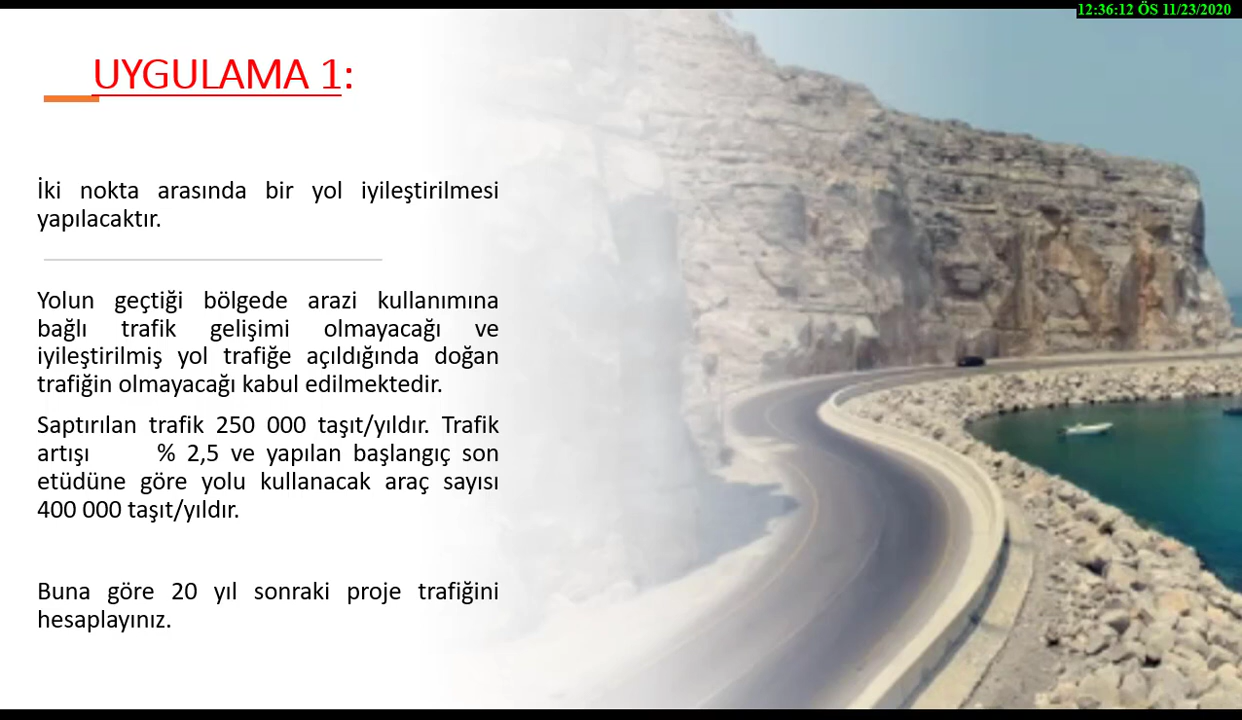 12:36:12 ÖS 11/23/2020
UYGULAMA 1:
İki nokta arasında bir yol iyileştirilmesi
yapılacaktır.
Yolun geçtiği bölgede arazi kullanımına
bağlı trafik gelişimi olmayacağı ve
iyileştirilmiş yol trafiğe açıldığında doğan
trafiğin olmayacağı kabul edilmektedir.
Saptırılan trafik 250 000 taşıt/yıldır. Trafik
artışı % 2,5 ve yapılan başlangıç son
etüdüne göre yolu kullanacak araç sayısı
400 000 taşıt/yıldır.
Buna göre 20 yıl sonraki proje trafiğini
hesaplayınız.